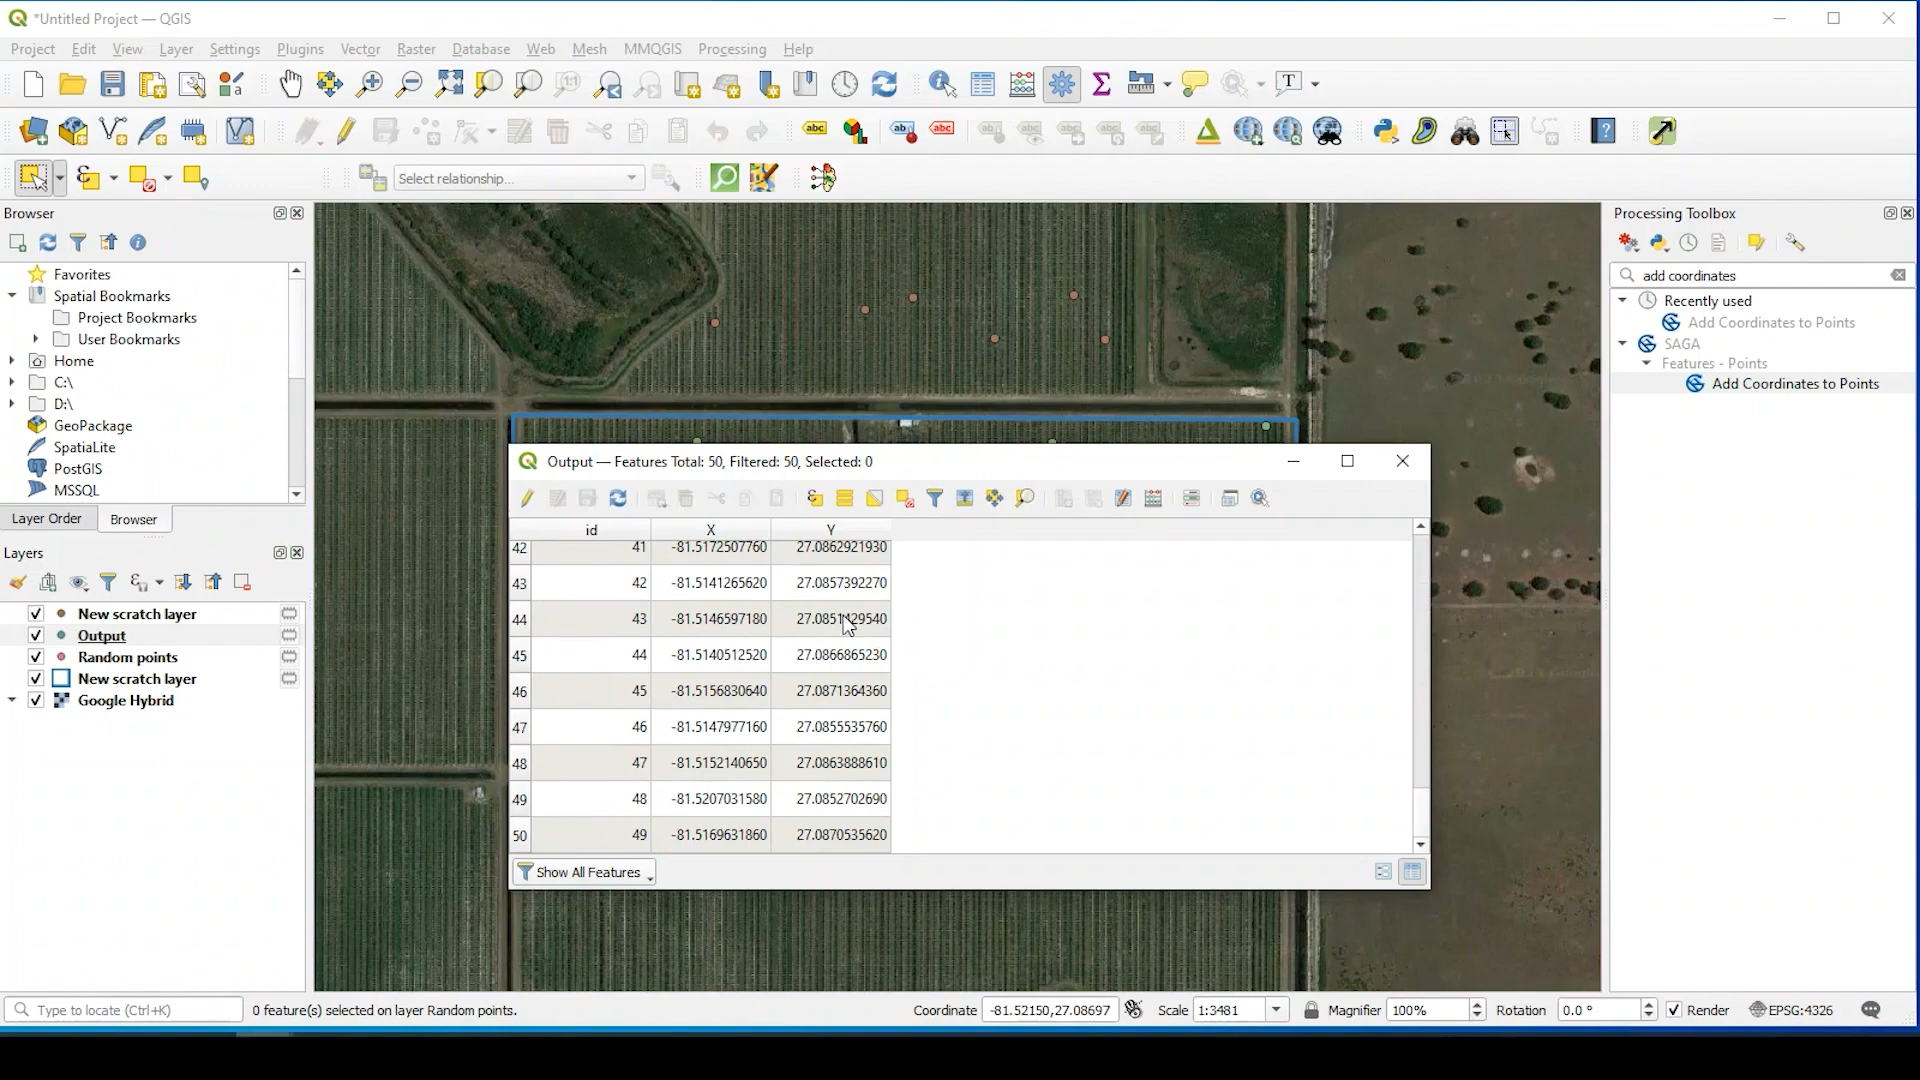 *Untitled Project — QGIS
Project Edit View Layer Settings Plugins Vector Raster Database Web Mesh MMQGIS Processing Help
Select relationship...
Browser
Favorites
Spatial Bookmarks
Project Bookmarks
User Bookmarks
Home
C:\
D:\
GeoPackage
SpatiaLite
PostGIS
MSSQL
Layer Order Browser
Layers
New scratch layer
Output
Random points
New scratch layer
Google Hybrid
Output — Features Total: 50, Filtered: 50, Selected: 0
id X Y
42 41 -81.5172507760 27.0862921930
43 42 -81.5141265620 27.0857392270
44 43 -81.5146597180
45 44 -81.5140512520 27.0866865230
46 45 -81.5156830640 27.0871364360
47 46 -81.5147977160 27.0855535760
48 47 -81.5152140650 27.0863888610
49 48 -81.5207031580 27.0852702690
50 49 -81.5169631860 27.0870535620
Show All Features
Processing Toolbox
add coordinates
Recently used
Add Coordinates to Points
SAGA
Features - Points
Add Coordinates to Points
Type to locate (Ctrl+K) 0 feature(s) selected on layer Random points. Coordinate -81.52150,27.08697 Scale 1:3481 Magnifier 100% Rotation 0.0 ° Render EPSG:4326